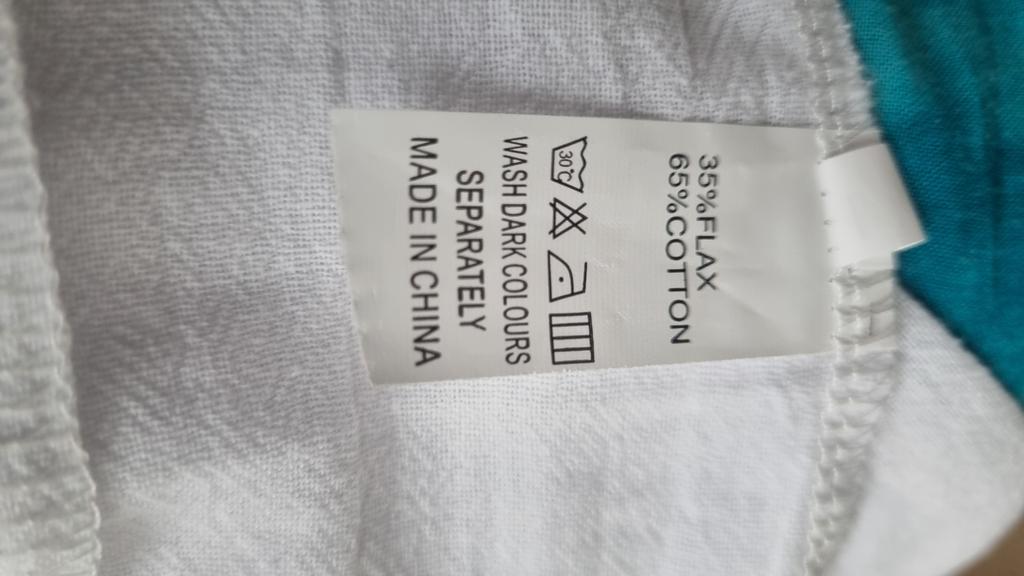 35%FLAX
65%COTTON
30℃
WASH DARK COLOURS
SEPARATELY
MADE IN CHINA